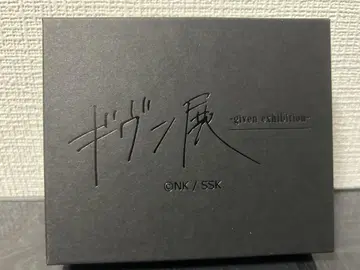 ギヴン展
-given exhibition-
©NK / SSK